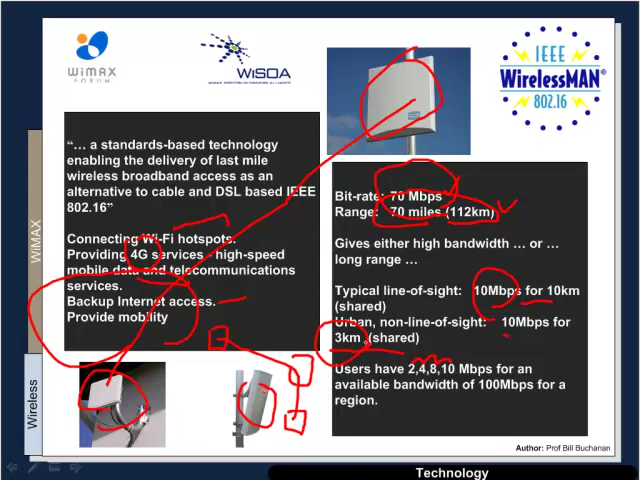 WiMAX
FORUM
WiSOA
IEEE
WirelessMAN®
802.16
“… a standards-based technology
enabling the delivery of last mile
wireless broadband access as an
alternative to cable and DSL based IEEE
802.16”
Connecting Wi-Fi hotspots.
Providing 4G services - high-speed
mobile data and telecommunications
services.
Backup Internet access.
Provide mobility
Bit-rate: 70 Mbps
Range: 70 miles (112km)
Gives either high bandwidth … or …
long range …
Typical line-of-sight: 10Mbps for 10km
(shared)
Urban, non-line-of-sight: 10Mbps for
3km (shared)
Users have 2,4,8,10 Mbps for an
available bandwidth of 100Mbps for a
region.
WiMAX
Wireless
Author: Prof Bill Buchanan
Technology